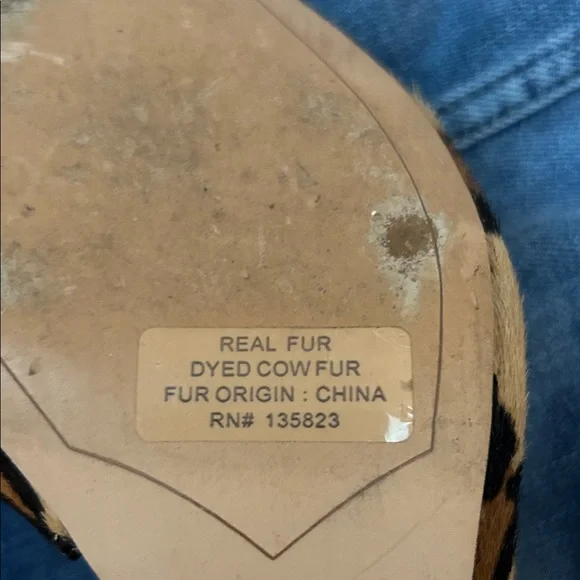 REAL FUR
DYED COW FUR
FUR ORIGIN : CHINA
RN# 135823